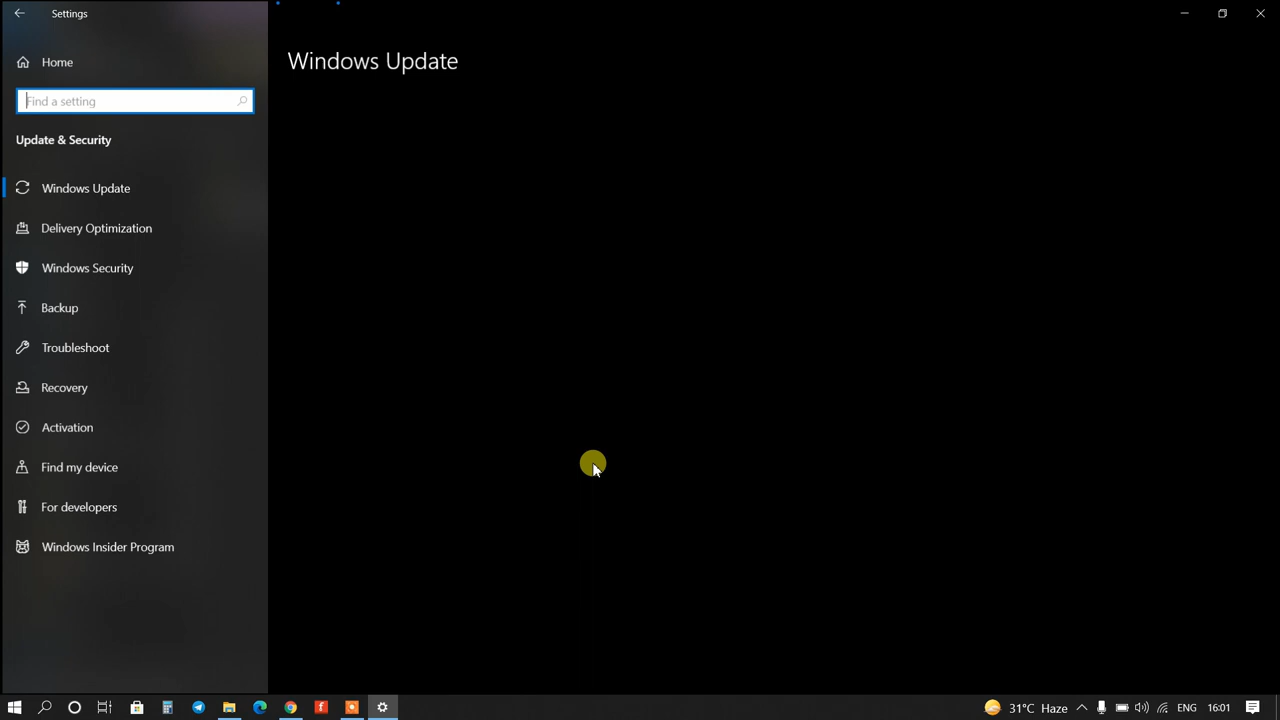 Settings
Home
Find a setting
Update & Security
Windows Update
Delivery Optimization
Windows Security
Backup
Troubleshoot
Recovery
Activation
Find my device
For developers
Windows Insider Program
Windows Update
31°C Haze
ENG
16:01